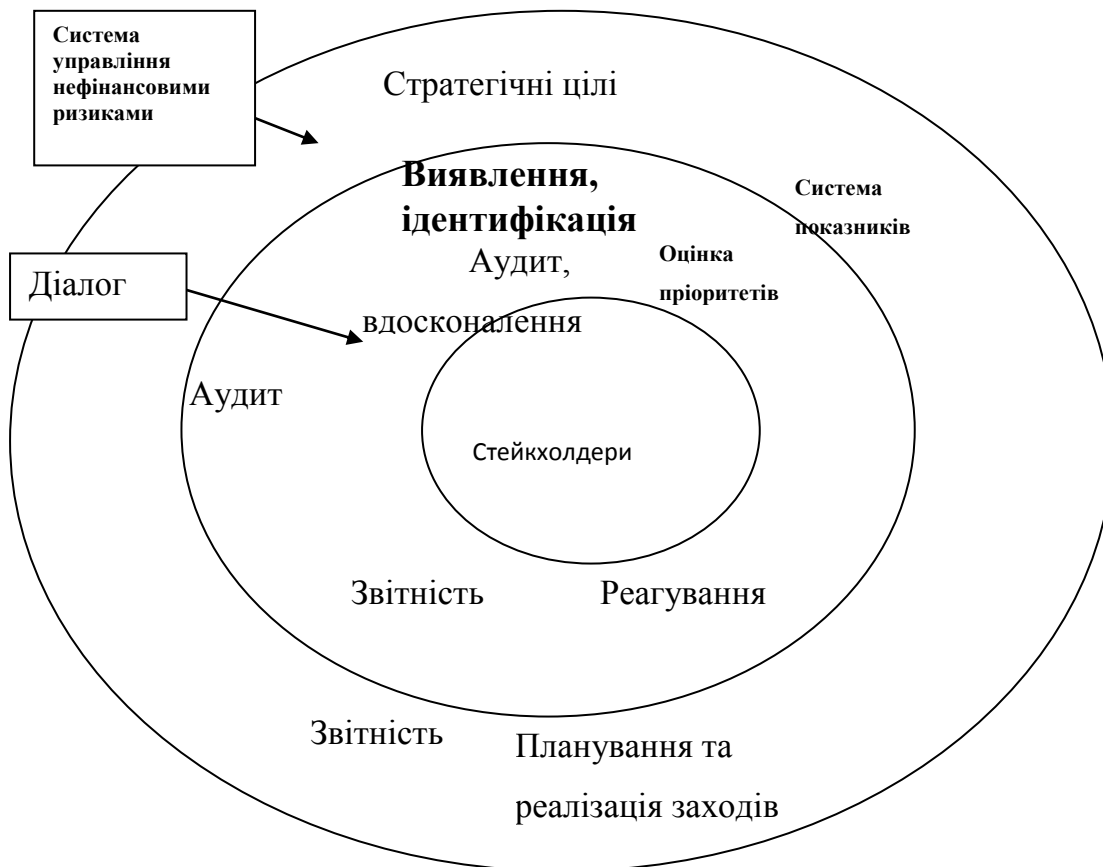 Система
управління
нефінансовими
ризиками
Стратегічні цілі
Виявлення,
ідентифікація
Система
показників
Аудит,
Оцінка
пріоритетів
Діалог
вдосконалення
Аудит
Стейкхолдери
Звітність
Реагування
Звітність
Планування та
реалізація заходів